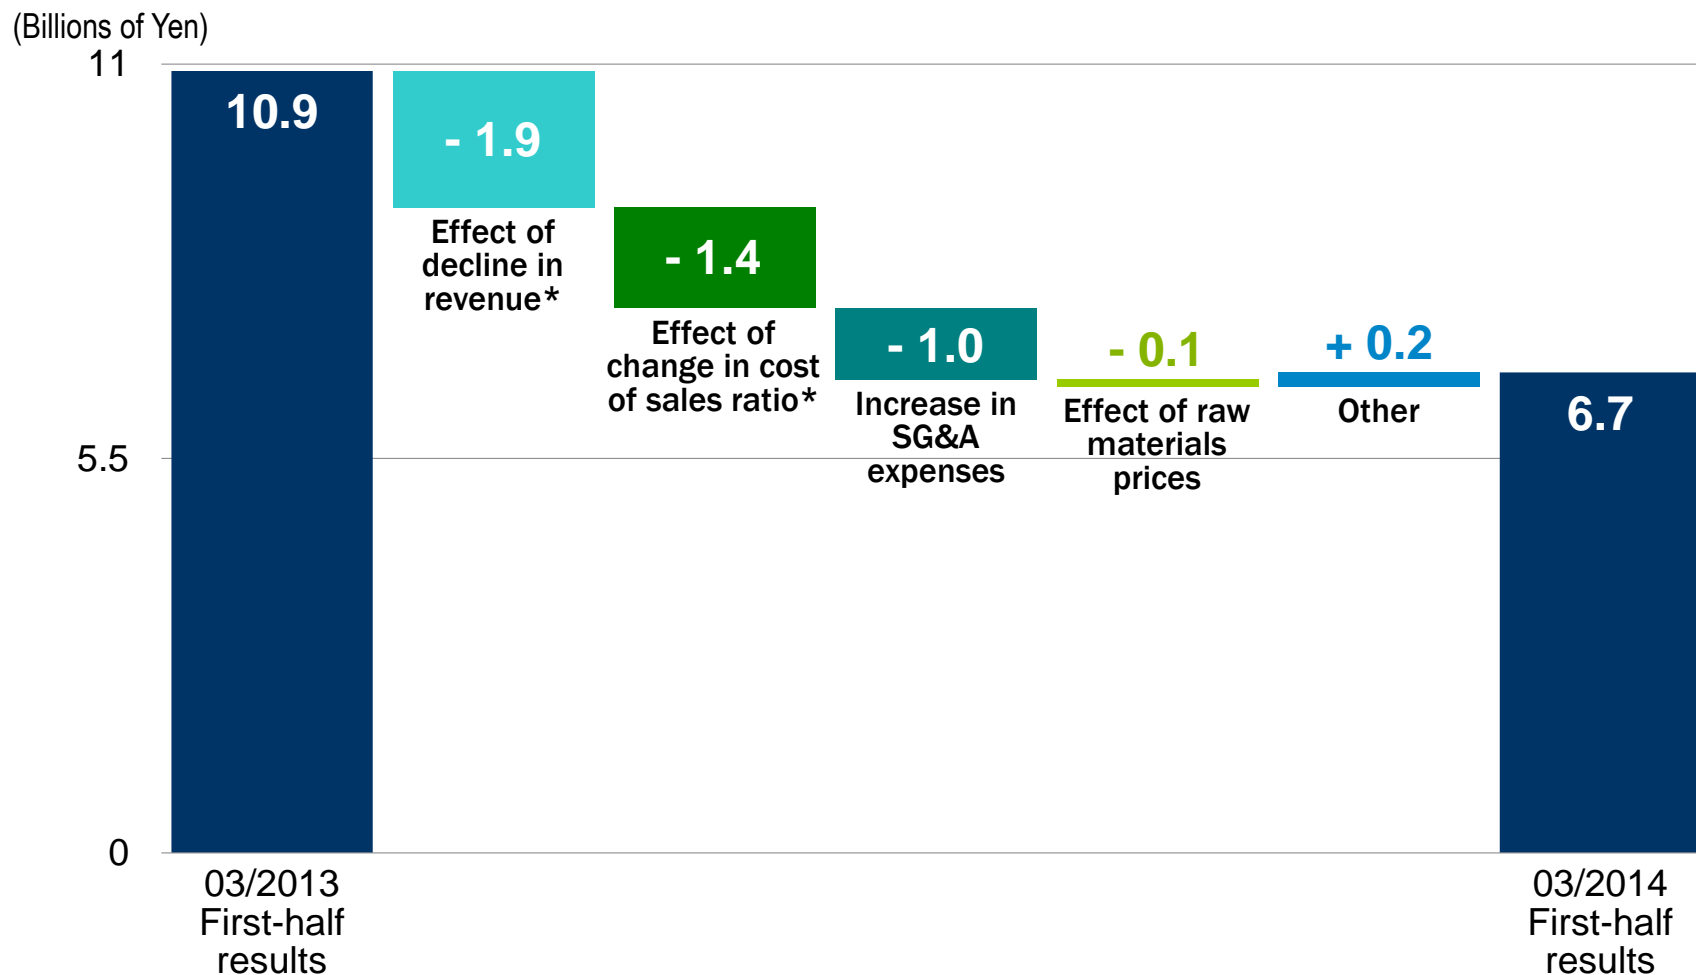 (Billions of Yen)
11
5.5
0
10.9
- 1.9
Effect of
decline in
revenue*
- 1.4
Effect of
change in cost
of sales ratio*
- 1.0
Increase in
SG&A
expenses
- 0.1
Effect of raw
materials
prices
+ 0.2
Other
6.7
03/2013
First-half
results
03/2014
First-half
results